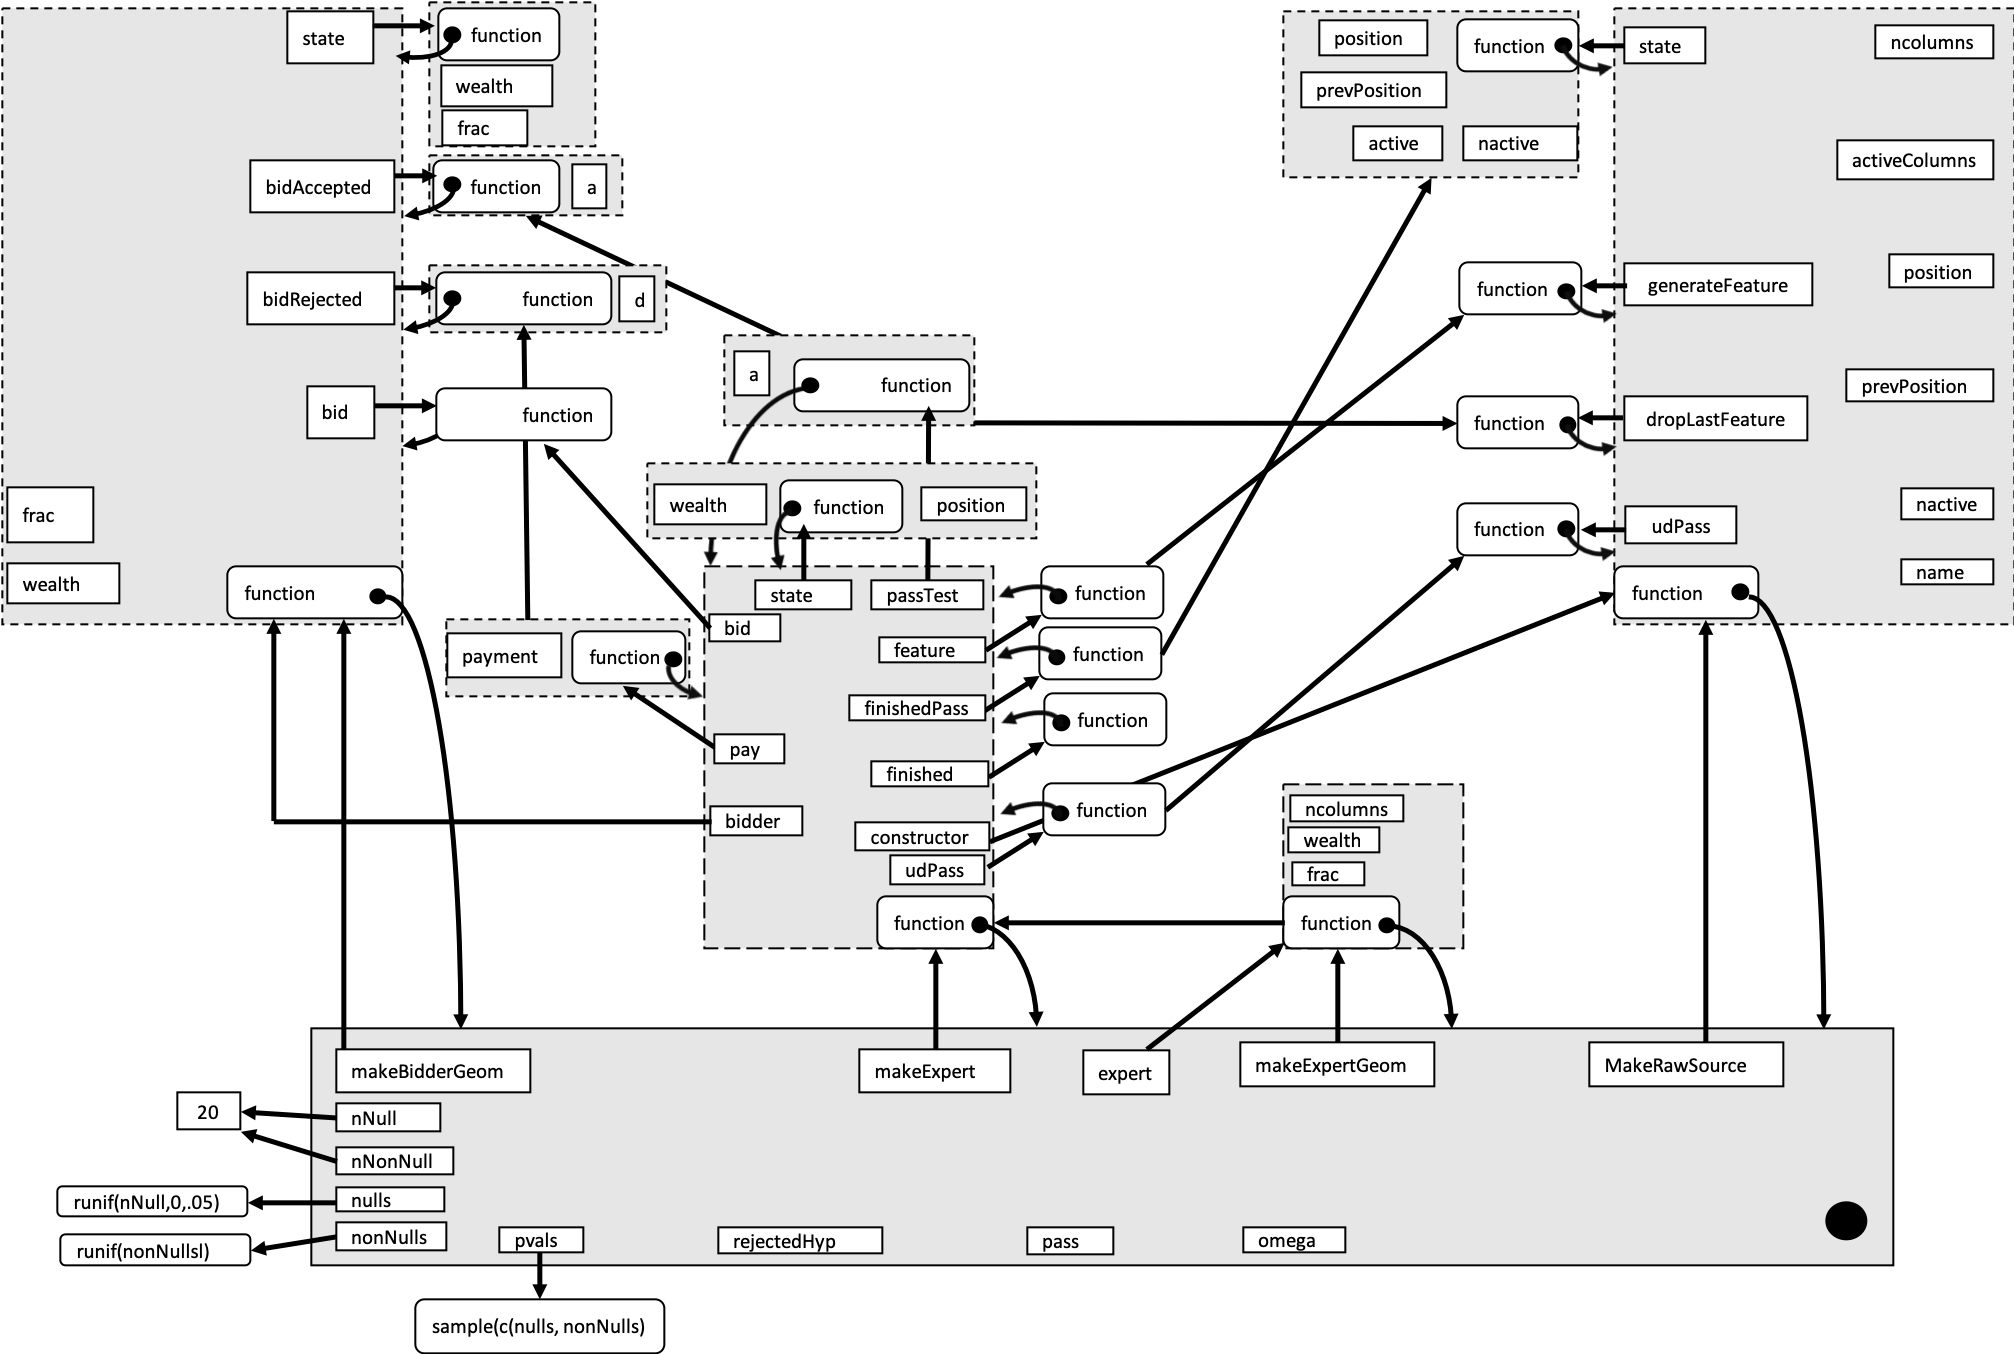 state
function
wealth
frac
bidAccepted
function
a
bidRejected
function
d
bid
function
frac
wealth
function
payment
function
a
function
wealth
function
position
state
passTest
bid
feature
finishedPass
pay
finished
bidder
constructor
udPass
function
function
function
function
function
position
function
prevPosition
active
nactive
state
ncolumns
activeColumns
position
function
generateFeature
prevPosition
function
dropLastFeature
nactive
function
udPass
name
function
ncolumns
wealth
frac
function
makeBidderGeom
makeExpert
expert
makeExpertGeom
MakeRawSource
20
nNull
nNonNull
runif(nNull,0,.05)
nulls
runif(nonNullsl)
nonNulls
pvals
rejectedHyp
pass
omega
sample(c(nulls, nonNulls)